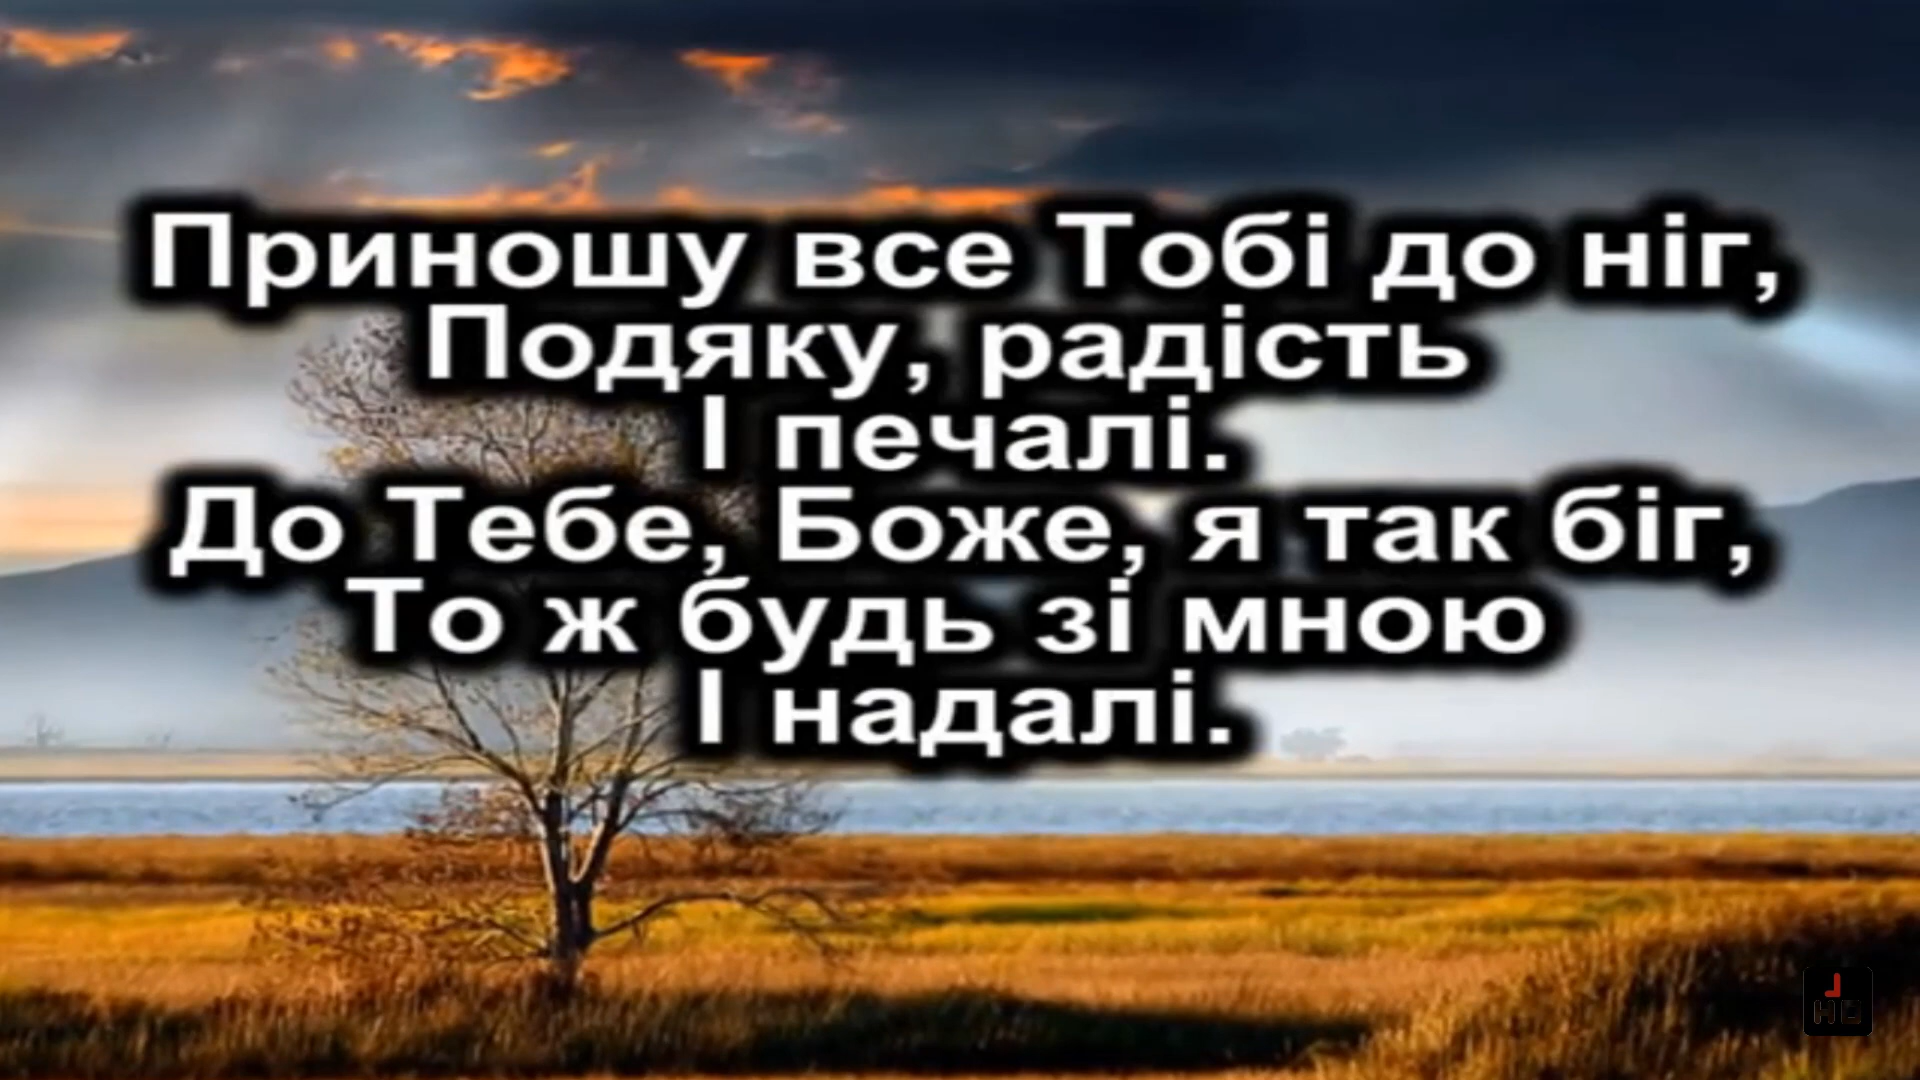 Приношу все Тобі до ніг,
Подяку, радість
І печалі.
До Тебе, Боже, я так біг,
То ж будь зі мною
І надалі.